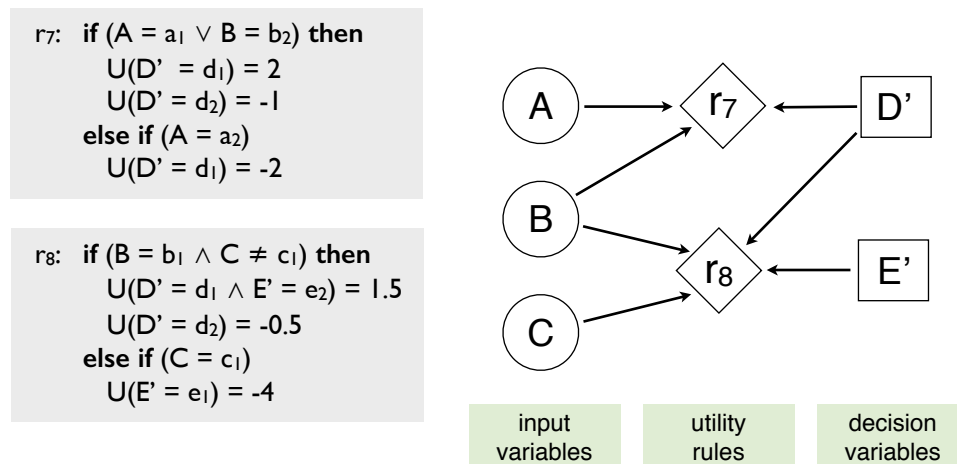 r₇: if (A = a₁ ∨ B = b₂) then
U(D' = d₁) = 2
U(D' = d₂) = -1
else if (A = a₂)
U(D' = d₁) = -2
r₈: if (B = b₁ ∧ C ≠ c₁) then
U(D' = d₁ ∧ E' = e₂) = 1.5
U(D' = d₂) = -0.5
else if (C = c₁)
U(E' = e₁) = -4
A
r₇
D'
B
r₈
E'
C
input
variables
utility
rules
decision
variables